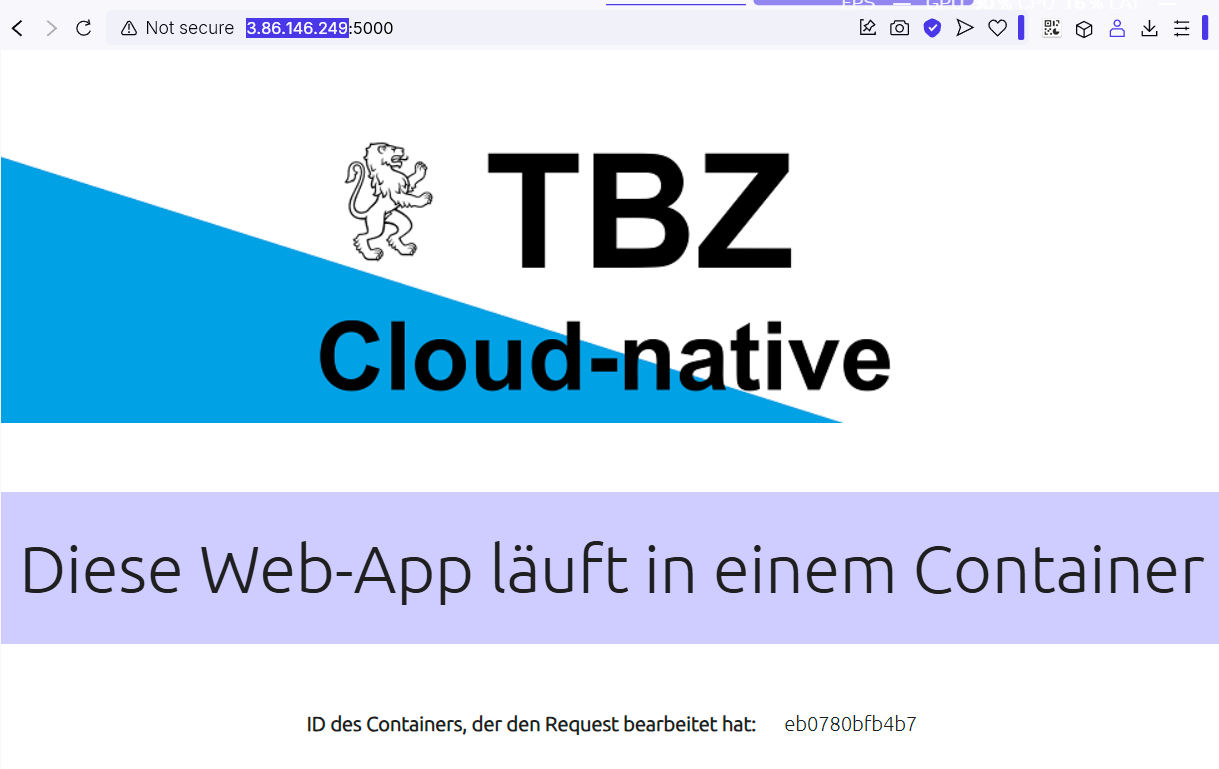 Not secure 3.86.146.249:5000
TBZ
Cloud-native
Diese Web-App läuft in einem Container
ID des Containers, der den Request bearbeitet hat: eb0780bfb4b7